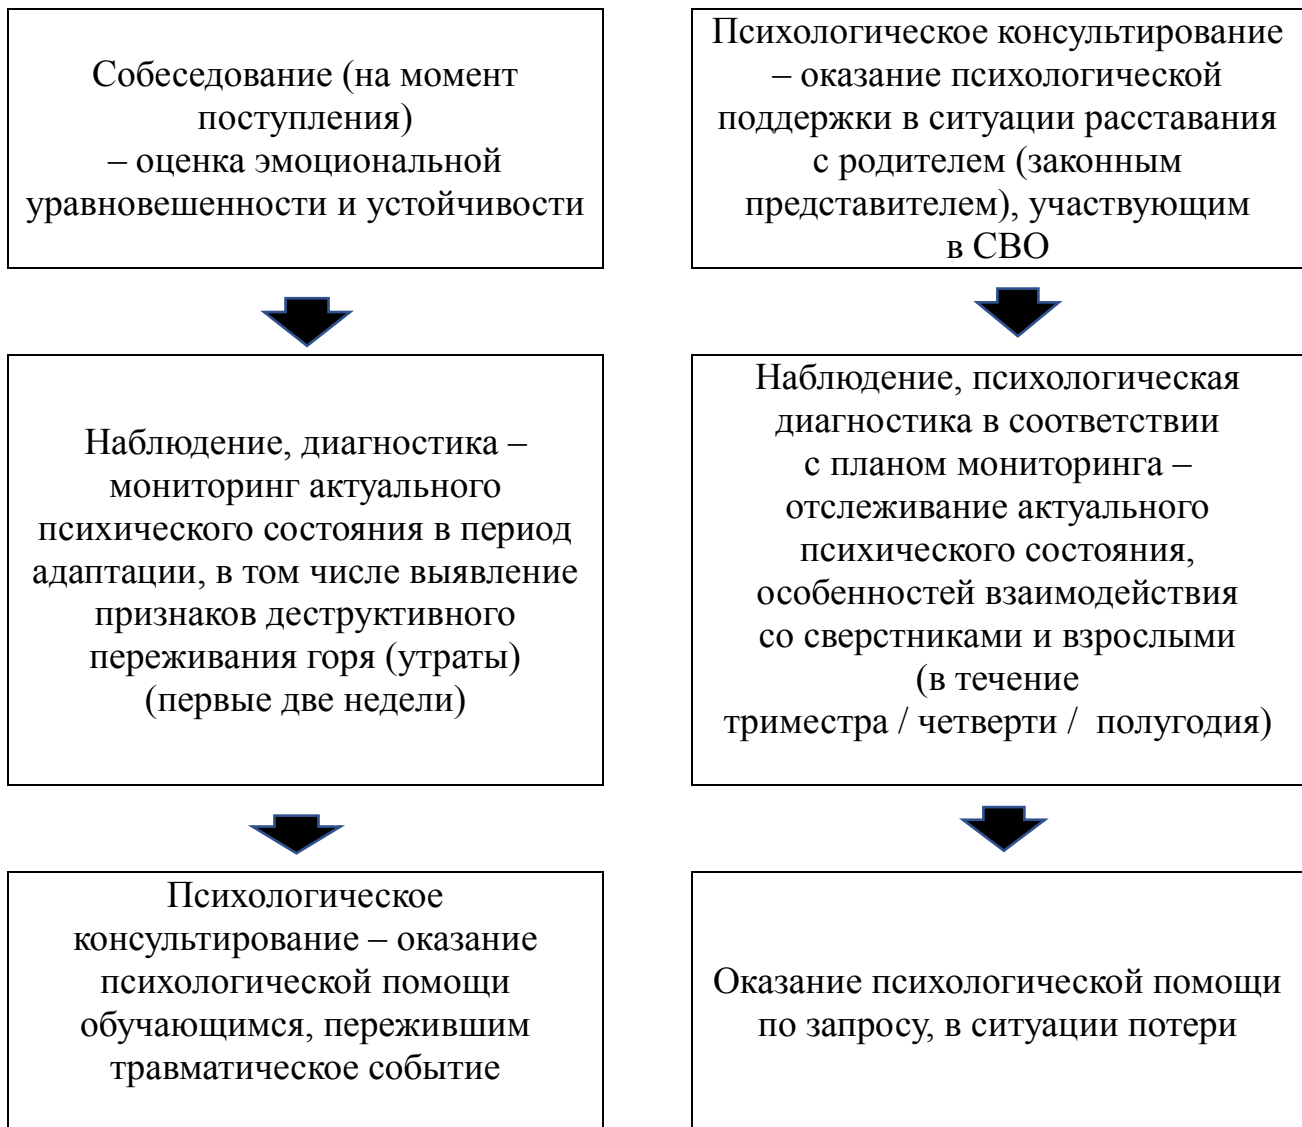 Собеседование (на момент
поступления)
– оценка эмоциональной
уравновешенности и устойчивости
Психологическое консультирование
– оказание психологической
поддержки в ситуации расставания
с родителем (законным
представителем), участвующим
в СВО
Наблюдение, диагностика –
мониторинг актуального
психического состояния в период
адаптации, в том числе выявление
признаков деструктивного
переживания горя (утраты)
(первые две недели)
Наблюдение, психологическая
диагностика в соответствии
с планом мониторинга –
отслеживание актуального
психического состояния,
особенностей взаимодействия
со сверстниками и взрослыми
(в течение
триместра / четверти / полугодия)
Психологическое
консультирование – оказание
психологической помощи
обучающимся, пережившим
травматическое событие
Оказание психологической помощи
по запросу, в ситуации потери